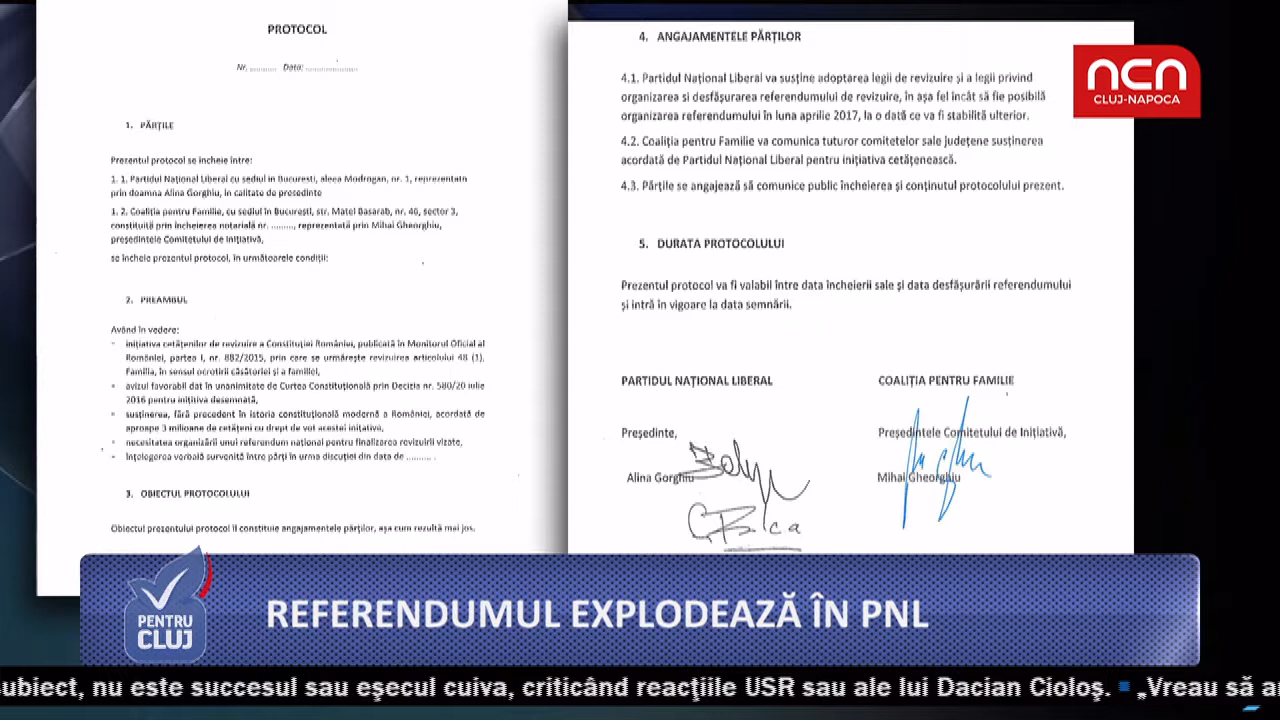 PROTOCOL
Nr. ........... Data: .....................
1. PĂRȚILE
Prezentul protocol se încheie între:
1. 1. Partidul Național Liberal cu sediul în București, aleea Modrogan, nr. 1, reprezentata
prin doamna Alina Gorghiu, în calitate de președinte
1. 2. Coaliția pentru Familie, cu sediul în București, str. Matei Basarab, nr. 46, sector 3,
constituită prin încheierea notarială nr. ........, reprezentată prin Mihai Gheorghiu,
președintele Comitetului de Inițiativă,
se încheie prezentul protocol, în următoarele condiții:
2. PREAMBUL
Având în vedere:
inițiativa cetățenilor de revizuire a Constituției României, publicată în Monitorul Oficial al
României, partea I, nr. 882/2015, prin care se urmărește revizuirea articolului 48 (1),
Familia, în sensul ocrotirii căsătoriei și a familiei,
avizul favorabil dat în unanimitate de Curtea Constituțională prin Decizia nr. 580/20 iulie
2016 pentru inițitiva desemnată,
susținerea, fără precedent în istoria constituțională modernă a României, acordată de
aproape 3 milioane de cetățeni cu drept de vot acestei initative,
necesitatea organizării unui referendum național pentru finalizarea revizuirii vizate,
înțelegerea verbală survenită între părți în urma discuției din data de ......... .
3. OBIECTUL PROTOCOLULUI
Obiectul prezentului protocol îl constituie angajamentele părților, așa cum rezultă mai jos.
4. ANGAJAMENTELE PĂRȚILOR
4.1. Partidul Național Liberal va susține adoptarea legii de revizuire și a legii privind
organizarea si desfășurarea referendumului de revizuire, în așa fel încât să fie posibilă
organizarea referendumului în luna aprilie 2017, la o dată ce va fi stabilită ulterior.
4.2. Coaliția pentru Familie va comunica tuturor comitetelor sale județene susținerea
acordată de Partidul Național Liberal pentru inițiativa cetățenească.
4.3. Părțile se angajează să comunice public încheierea și conținutul protocolului prezent.
5. DURATA PROTOCOLULUI
Prezentul protocol va fi valabil între data încheierii sale și data desfășurării referendumului
și intră în vigoare la data semnării.
PARTIDUL NAȚIONAL LIBERAL
COALIȚIA PENTRU FAMILIE
Președinte,
Președintele Comitetului de Inițiativă,
Alina Gorghiu
Mihai Gheorghiu
ncn
CLUJ-NAPOCA
PENTRU
CLUJ
REFERENDUMUL EXPLODEAZĂ ÎN PNL
subiect, nu este succesul sau eşecul cuiva, criticând reacţiile USR sau ale lui Dacian Cioloş. ■ „Vreau să